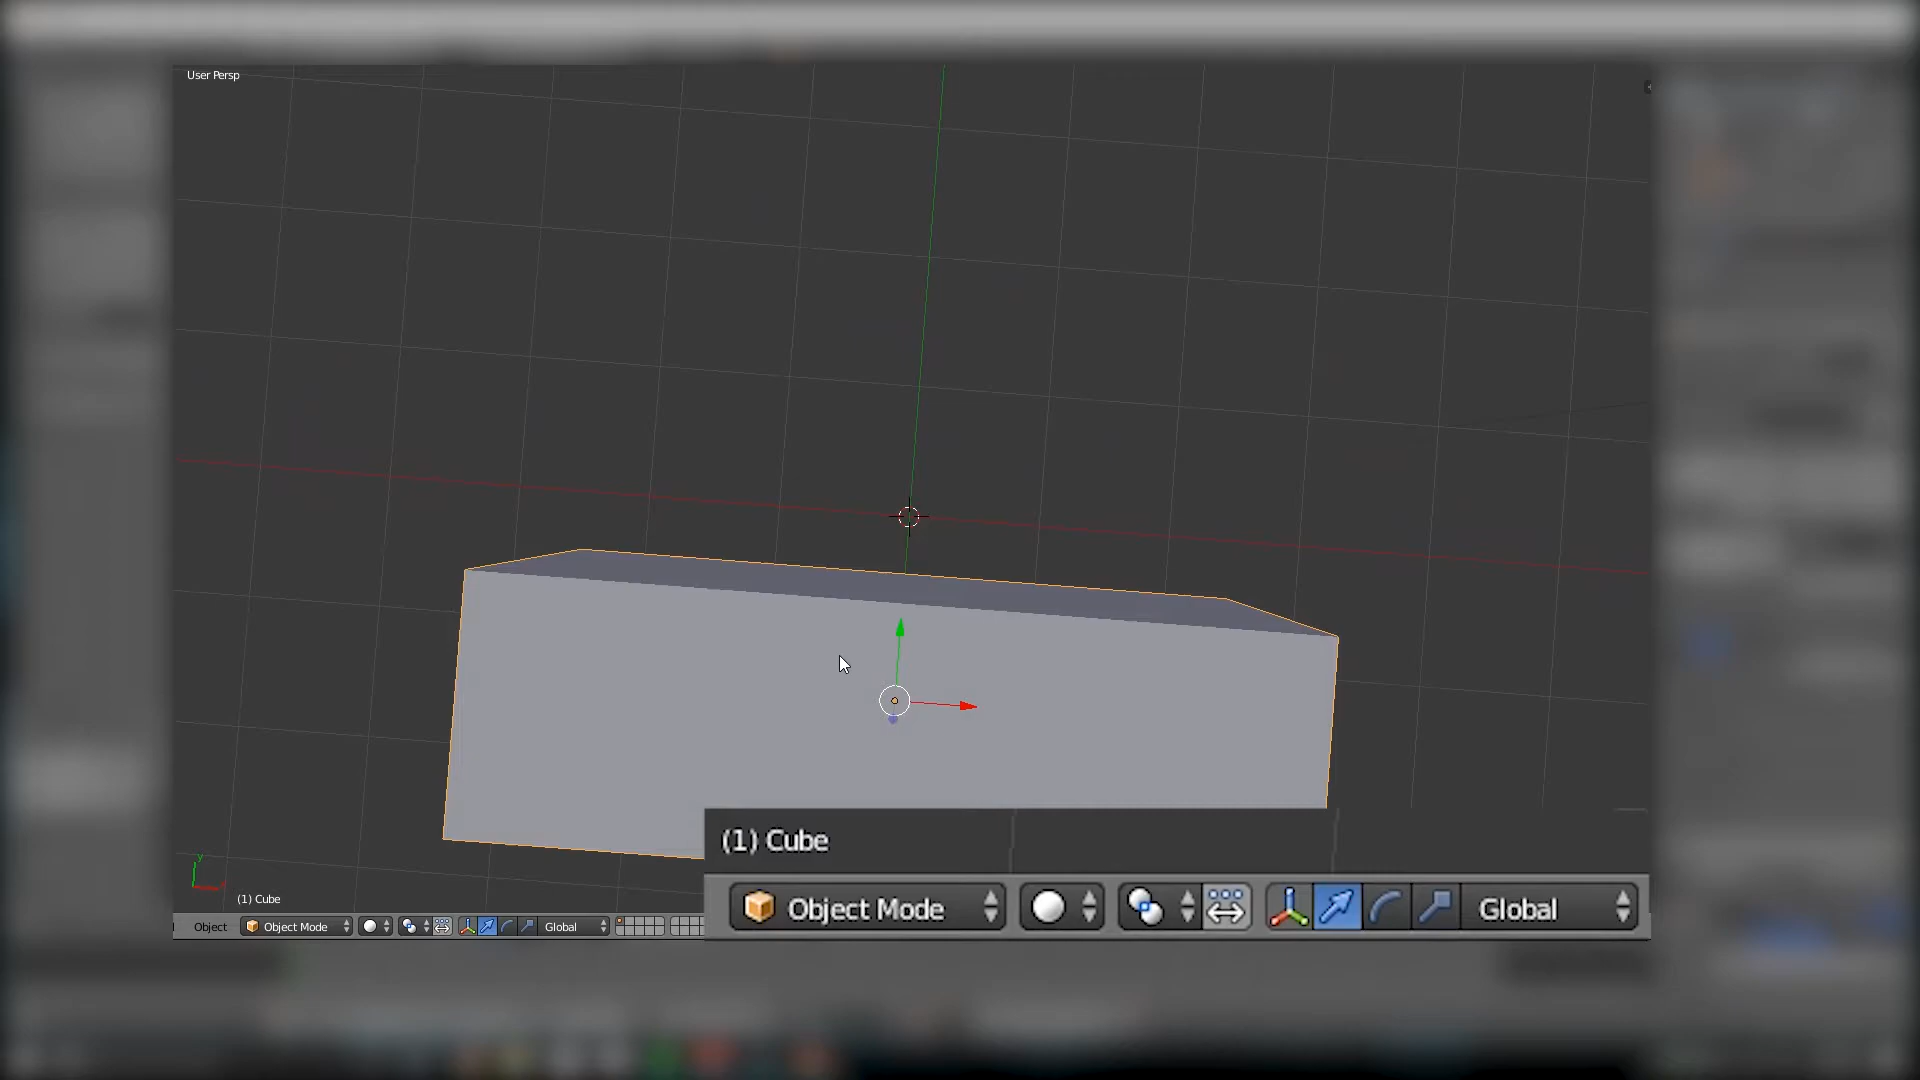 User Persp
(1) Cube
Object Mode
Global
y
(1) Cube
Object
Object Mode
Global